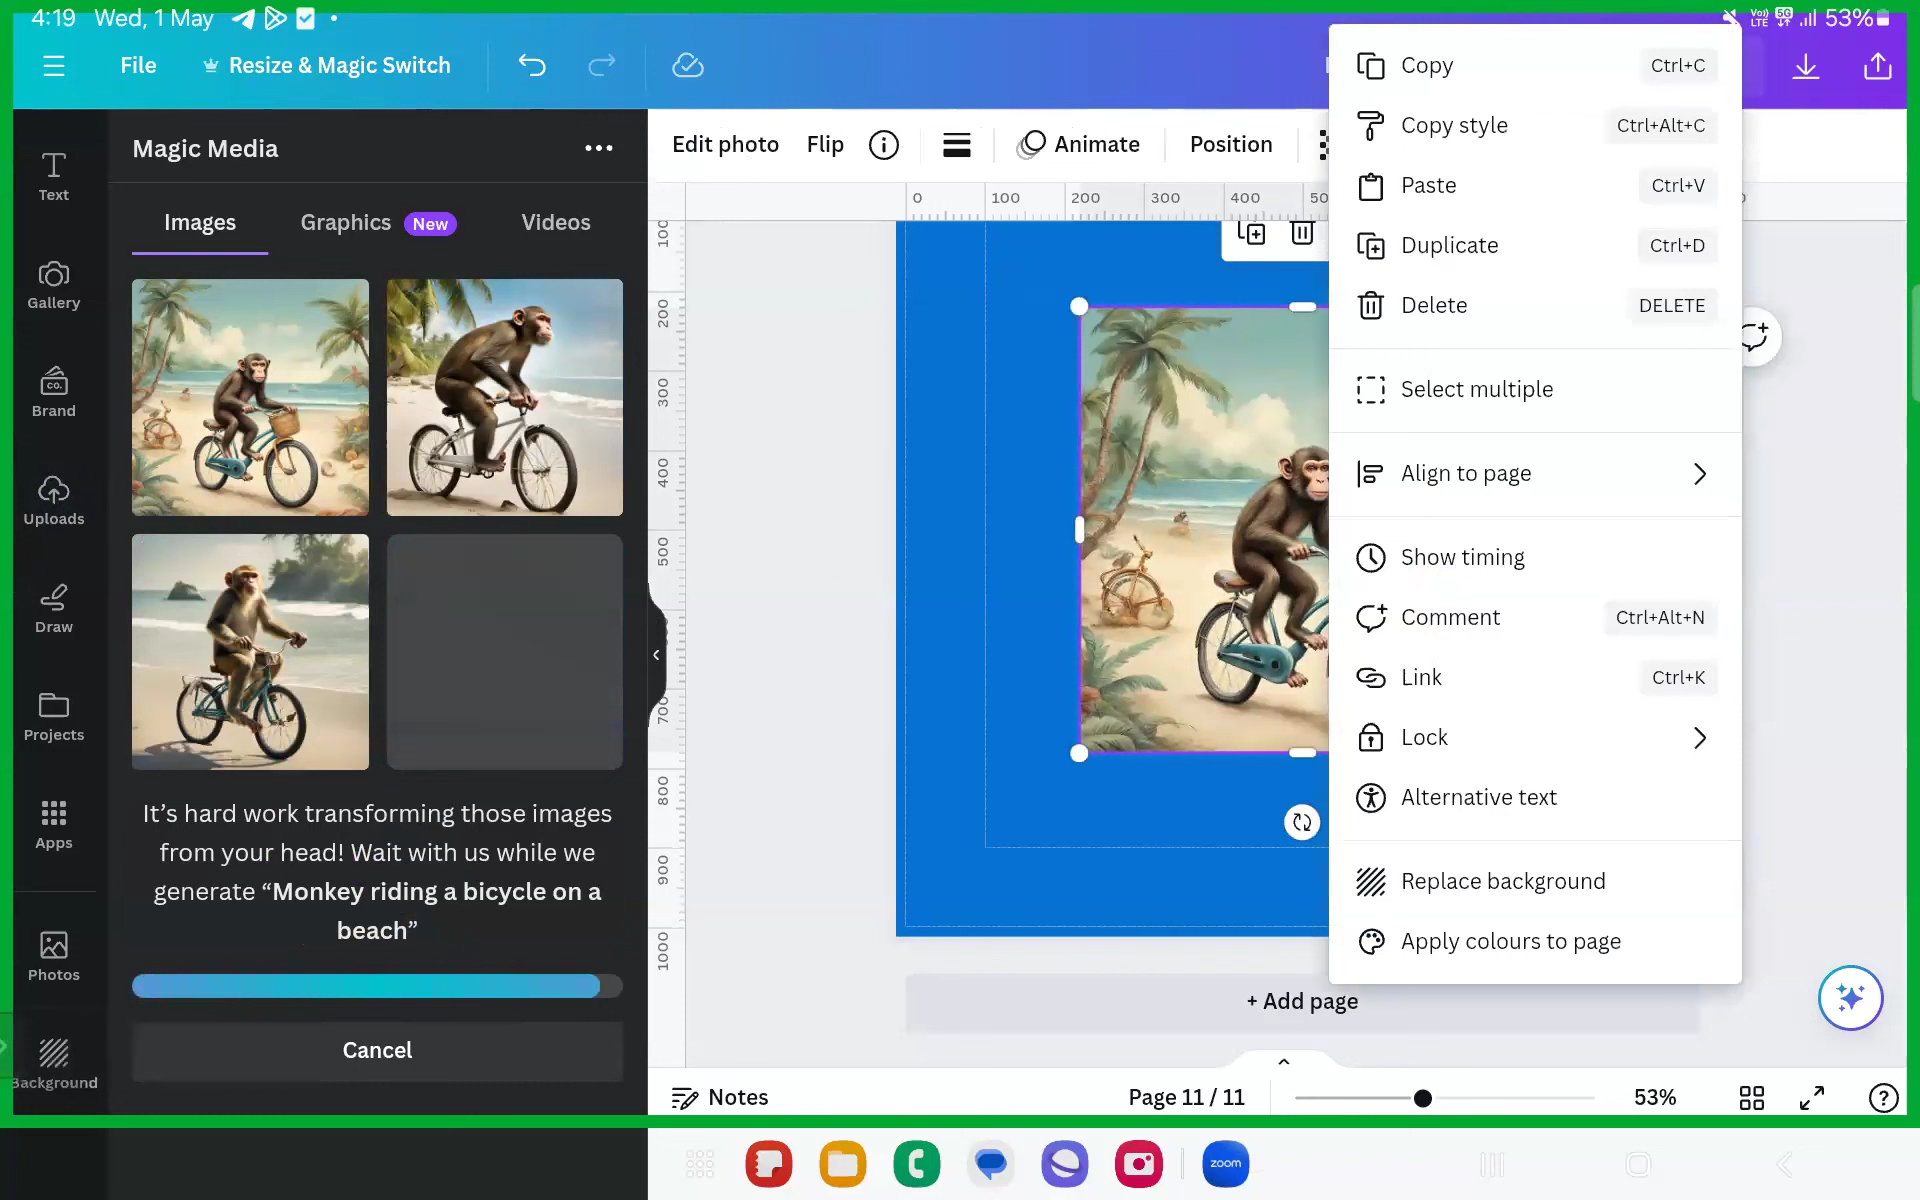 4:19 Wed, 1 May
Vo)) LTE 5G 53%
File
Resize & Magic Switch
Text
Gallery
CO.
Brand
Uploads
Draw
Projects
Apps
Photos
Background
Magic Media
Images
Graphics New
Videos
It’s hard work transforming those images
from your head! Wait with us while we
generate “Monkey riding a bicycle on a
beach”
Cancel
Edit photo
Flip
Animate
Position
0 100 200 300 400 50
100
200
300
400
500
700
800
900
1000
Copy Ctrl+C
Copy style Ctrl+Alt+C
Paste Ctrl+V
Duplicate Ctrl+D
Delete DELETE
Select multiple
Align to page
Show timing
Comment Ctrl+Alt+N
Link Ctrl+K
Lock
Alternative text
Replace background
Apply colours to page
+ Add page
Notes
Page 11 / 11
53%
zoom